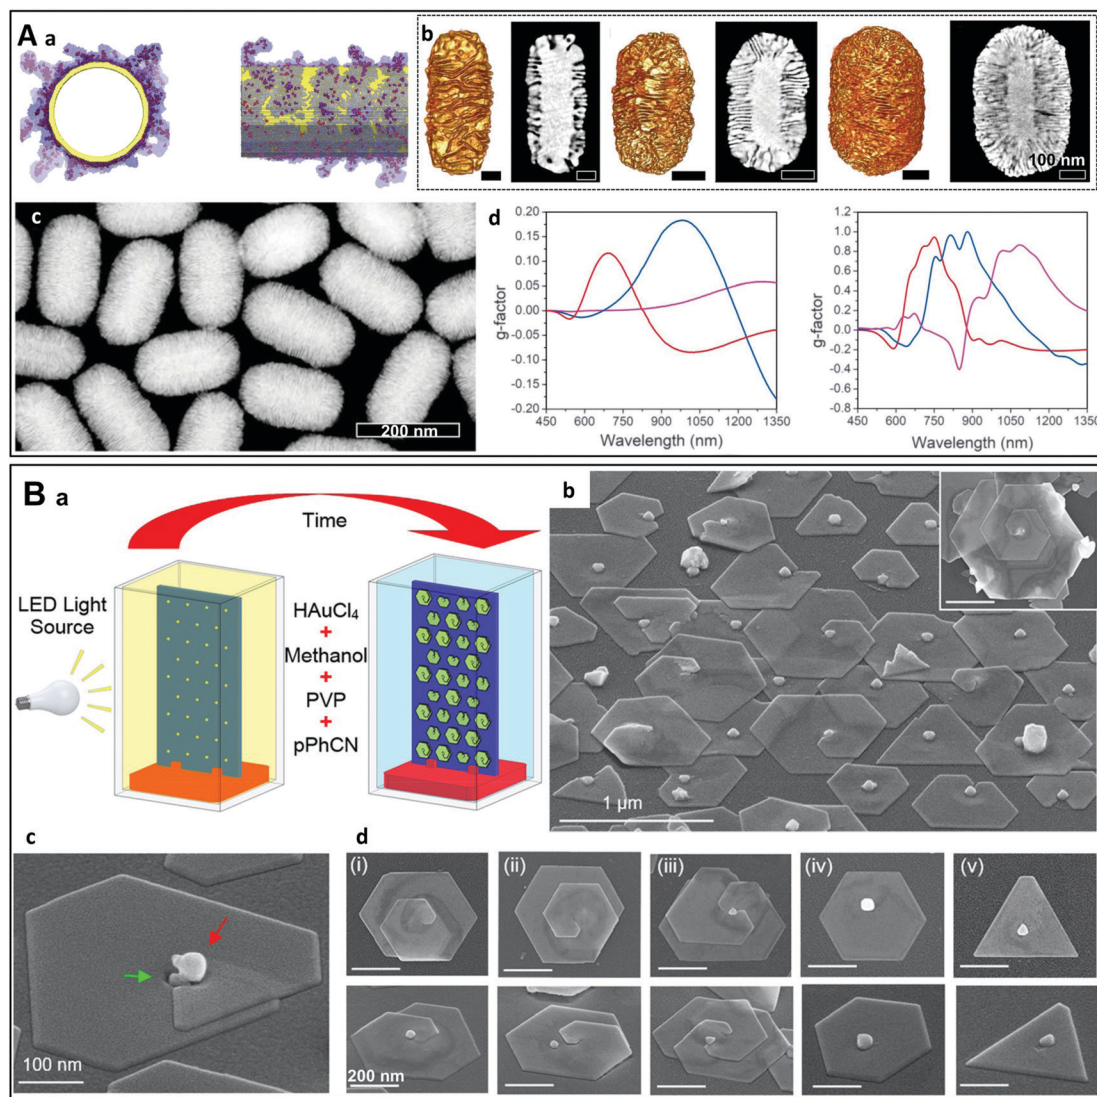 A a
b
100 nm
c
200 nm
d
g-factor
0.20
0.15
0.10
0.05
0.00
-0.05
-0.10
-0.15
-0.20
450 600 750 900 1050 1200 1350
Wavelength (nm)
g-factor
1.2
1.0
0.8
0.6
0.4
0.2
0.0
-0.2
-0.4
-0.6
-0.8
450 600 750 900 1050 1200 1350
Wavelength (nm)
B a
Time
LED Light
Source
HAuCl4
+
Methanol
+
PVP
+
pPhCN
b
1 μm
c
100 nm
d
(i)
(ii)
(iii)
(iv)
(v)
200 nm